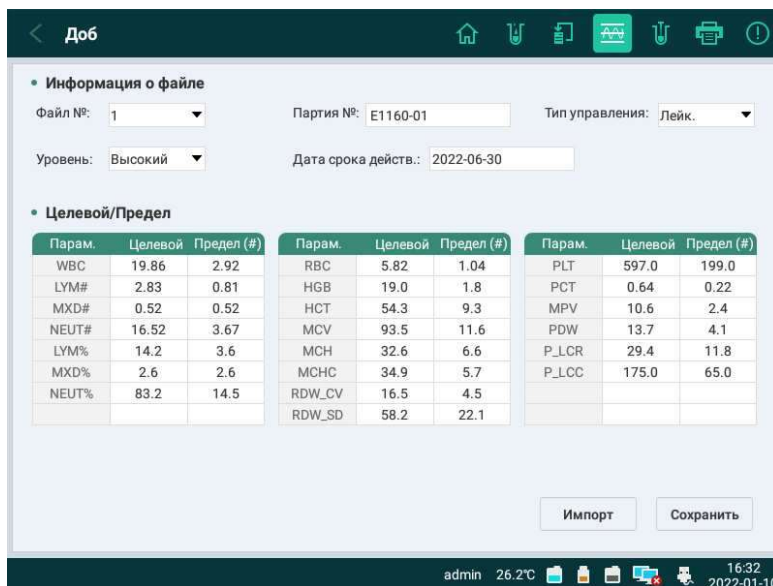 Доб
• Информация о файле
Файл №: 1 Партия №: E1160-01 Тип управления: Лейк.
Уровень: Высокий Дата срока действ.: 2022-06-30
• Целевой/Предел
Парам. Целевой Предел (#) Парам. Целевой Предел (#) Парам. Целевой Предел (#)
WBC 19.86 2.92 RBC 5.82 1.04 PLT 597.0 199.0
LYM# 2.83 0.81 HGB 19.0 1.8 PCT 0.64 0.22
MXD# 0.52 0.52 HCT 54.3 9.3 MPV 10.6 2.4
NEUT# 16.52 3.67 MCV 93.5 11.6 PDW 13.7 4.1
LYM% 14.2 3.6 MCH 32.6 6.6 P_LCR 29.4 11.8
MXD% 2.6 2.6 MCHC 34.9 5.7 P_LCC 175.0 65.0
NEUT% 83.2 14.5 RDW_CV 16.5 4.5
RDW_SD 58.2 22.1
Импорт Сохранить
admin 26.2℃ 16:32